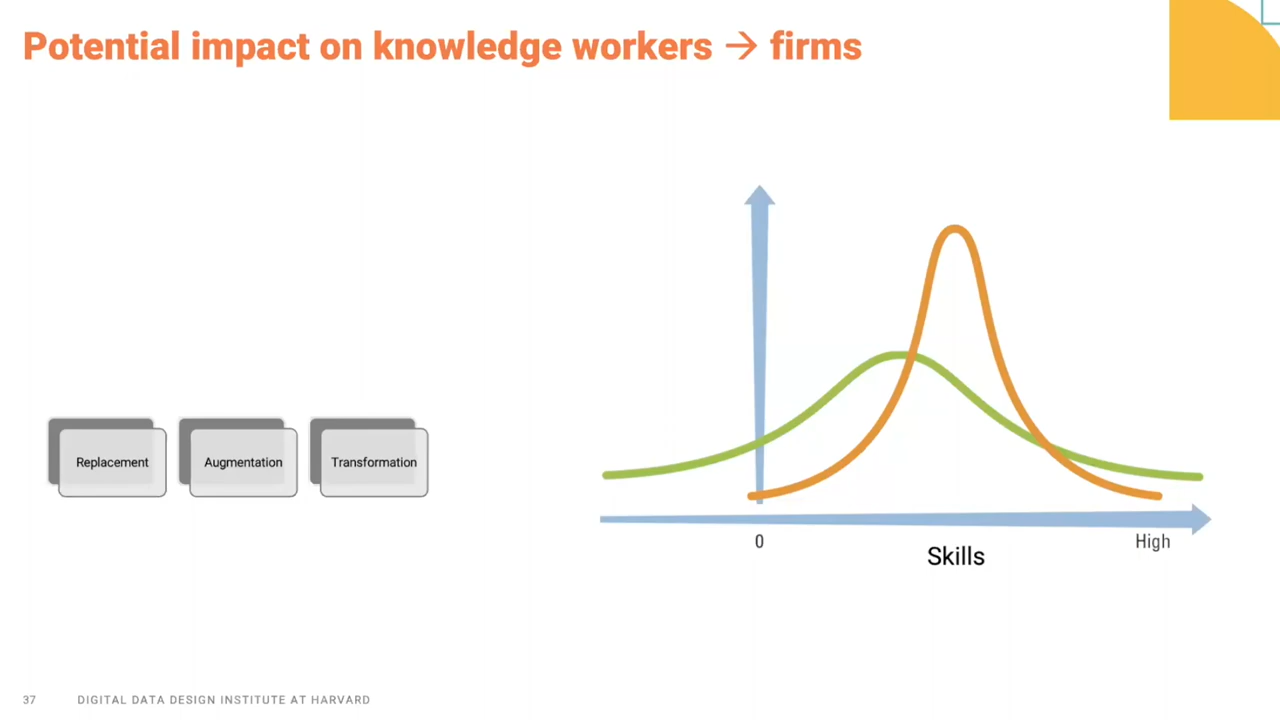 Potential impact on knowledge workers → firms
Replacement
Augmentation
Transformation
0
High
Skills
37
DIGITAL DATA DESIGN INSTITUTE AT HARVARD